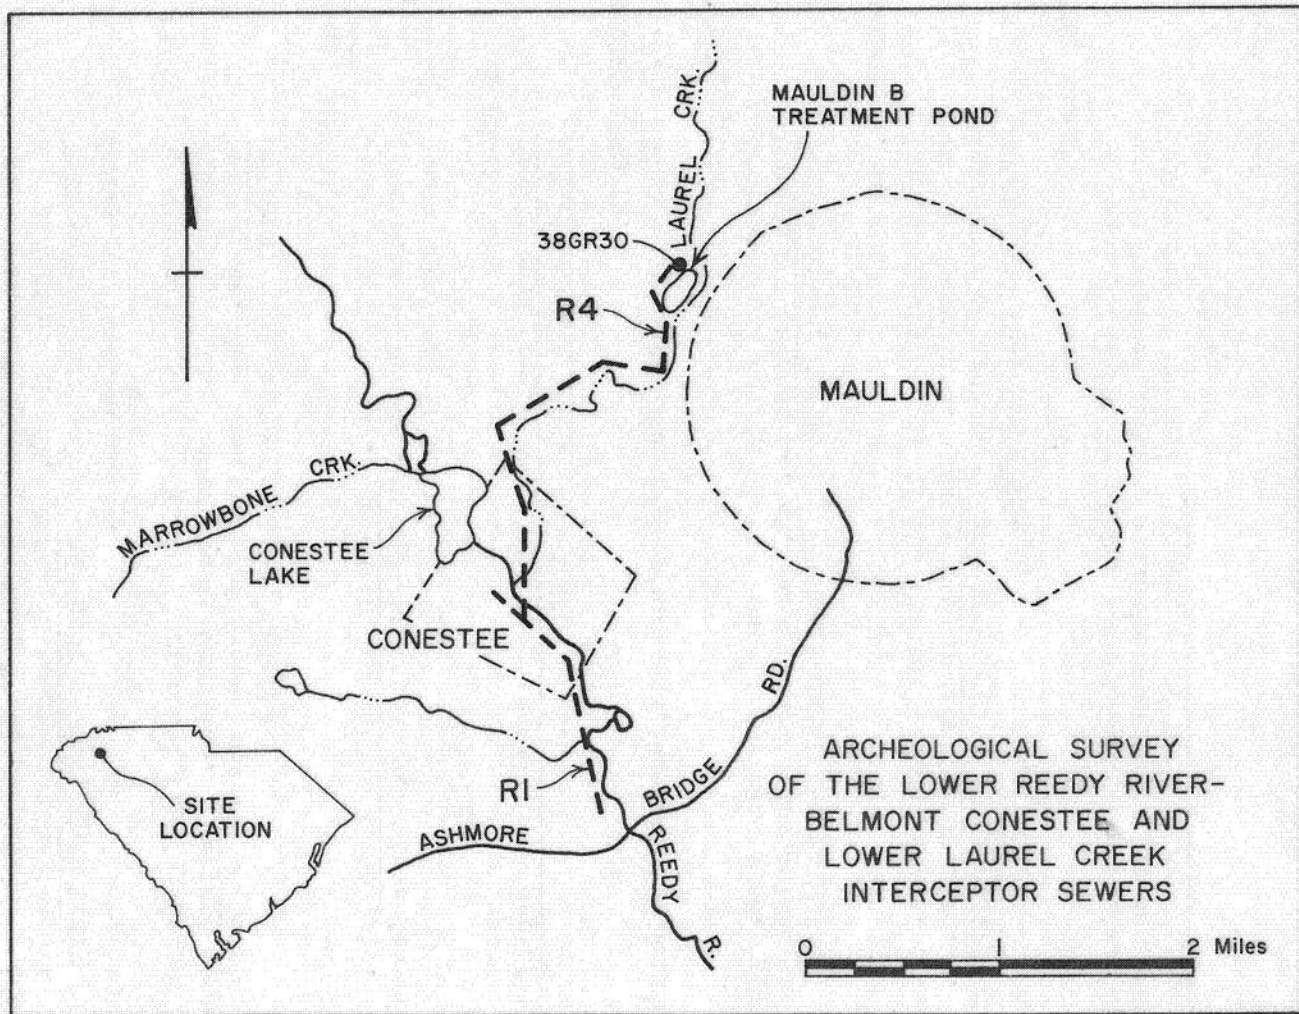 LAUREL CRK.
MAULDIN B
TREATMENT POND
38GR30
R4
MAULDIN
MARROWBONE CRK.
CONESTEE
LAKE
CONESTEE
SITE
LOCATION
R1
ASHMORE BRIDGE RD.
REEDY R.
ARCHEOLOGICAL SURVEY
OF THE LOWER REEDY RIVER-
BELMONT CONESTEE AND
LOWER LAUREL CREEK
INTERCEPTOR SEWERS
0 1 2 Miles